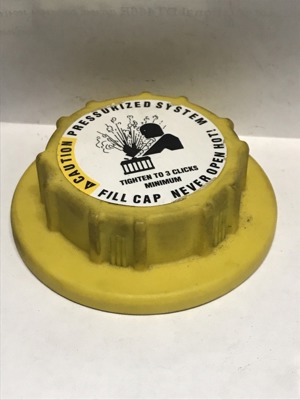 CAUTION PRESSURIZED SYSTEM
TIGHTEN TO 3 CLICKS
MINIMUM
FILL CAP NEVER OPEN HOT!